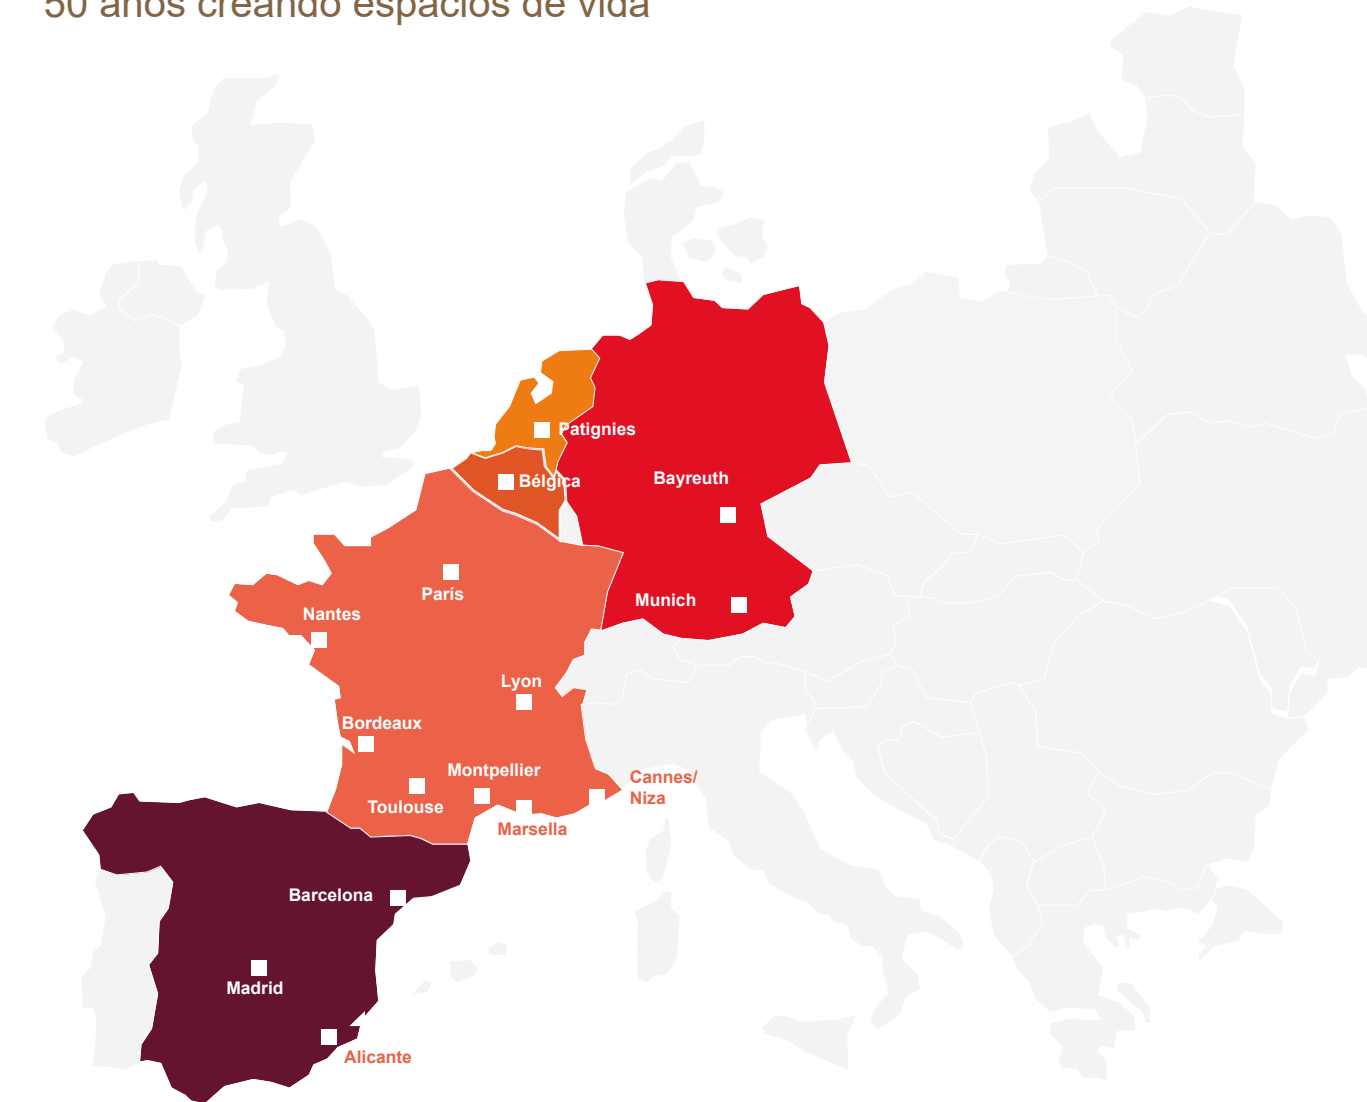 50 años creando espacios de vida
Patignies
Bayreuth
Bélgica
París
Munich
Nantes
Lyon
Bordeaux
Montpellier
Cannes/
Niza
Toulouse
Marsella
Barcelona
Madrid
Alicante